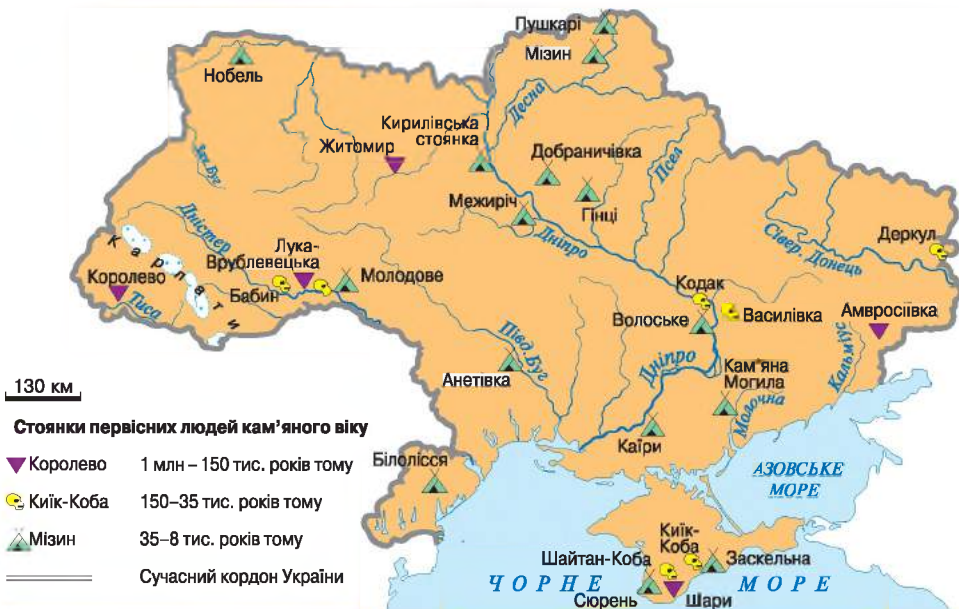 Пушкарі
Мізин
Нобель
Десна
Кирилівська
стоянка
Житомир
Добраничівка
Псел
Зах. Буг
Межиріч
Гінці
Дніпро
Дністер
Сівер. Донець
Деркул
Карпати
Лука-
Врублевецька
Молодове
Королево
Бабин
Тиса
Кодак
Василівка
Волоське
Амвросіївка
Півд. Буг
Кальміус
Дніпро
Кам'яна
Могила
Анетівка
Молочна
130 км
Каїри
Стоянки первісних людей кам'яного віку
Королево 1 млн – 150 тис. років тому
Білолісся
АЗОВСЬКЕ
МОРЕ
Киїк-Коба 150–35 тис. років тому
Мізин 35–8 тис. років тому
Киїк-
Коба
Шайтан-Коба
Заскельна
Сучасний кордон України
ЧОРНЕ МОРЕ
Сюрень
Шари